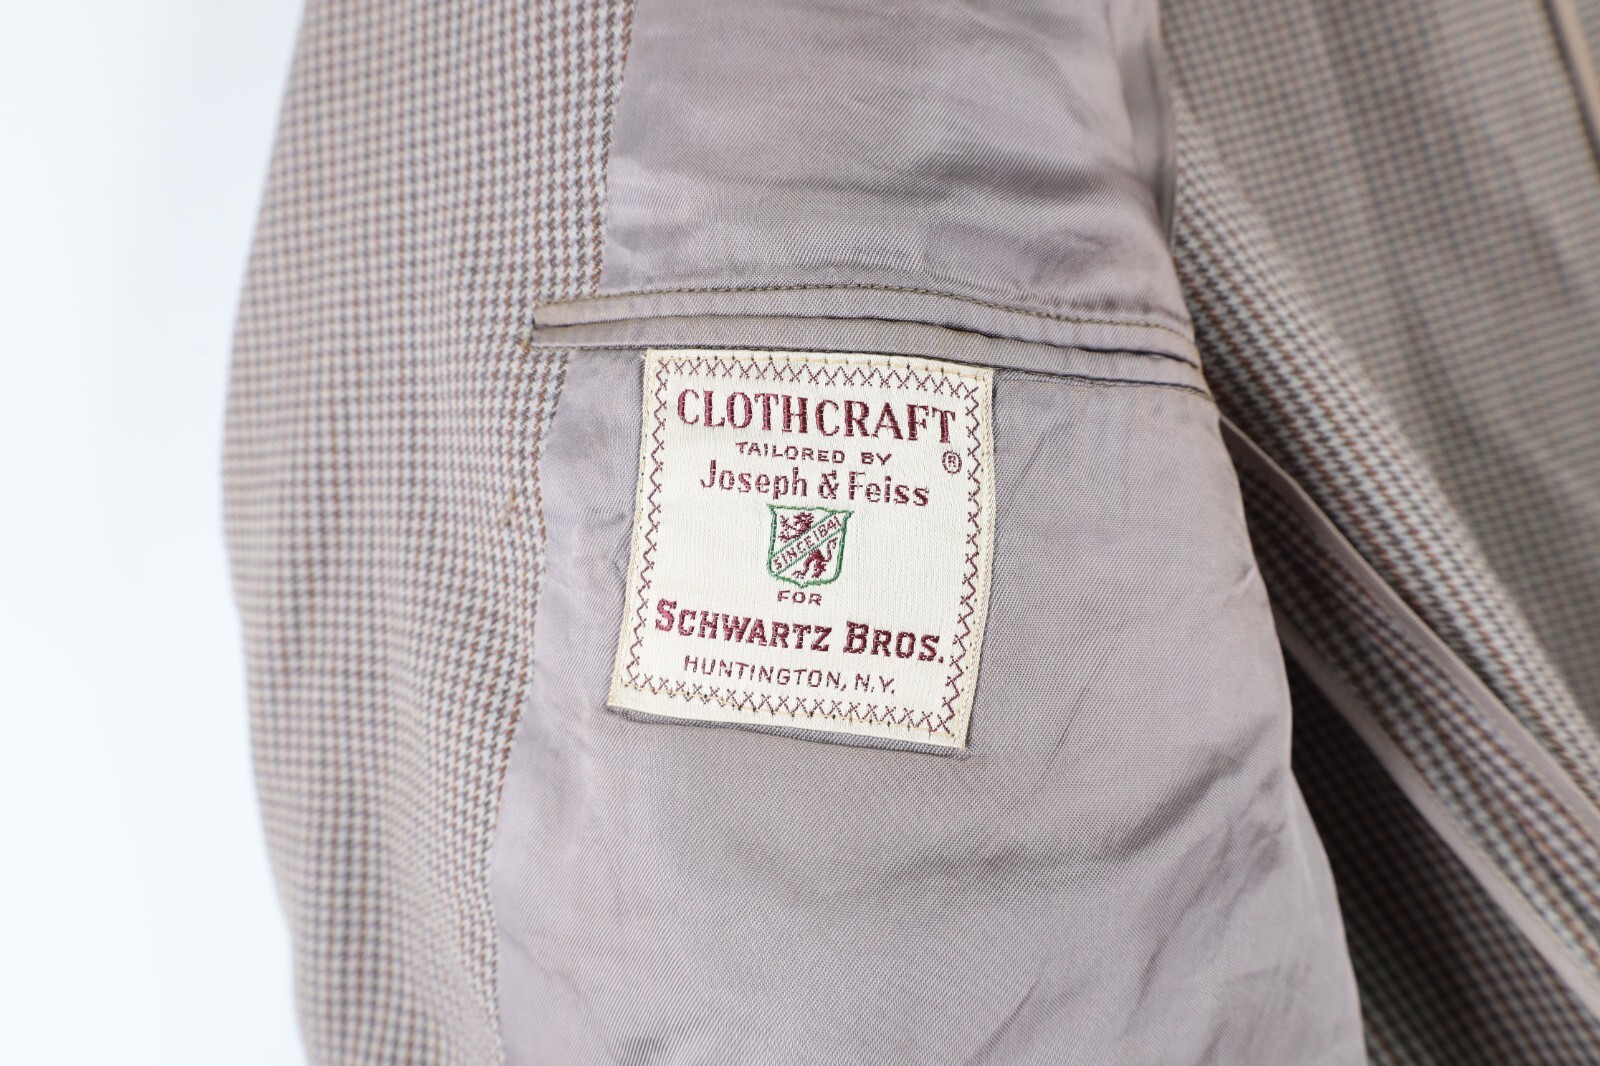 CLOTHCRAFT
®
TAILORED BY
Joseph & Feiss
SINCE 1841
FOR
SCHWARTZ BROS.
HUNTINGTON, N.Y.